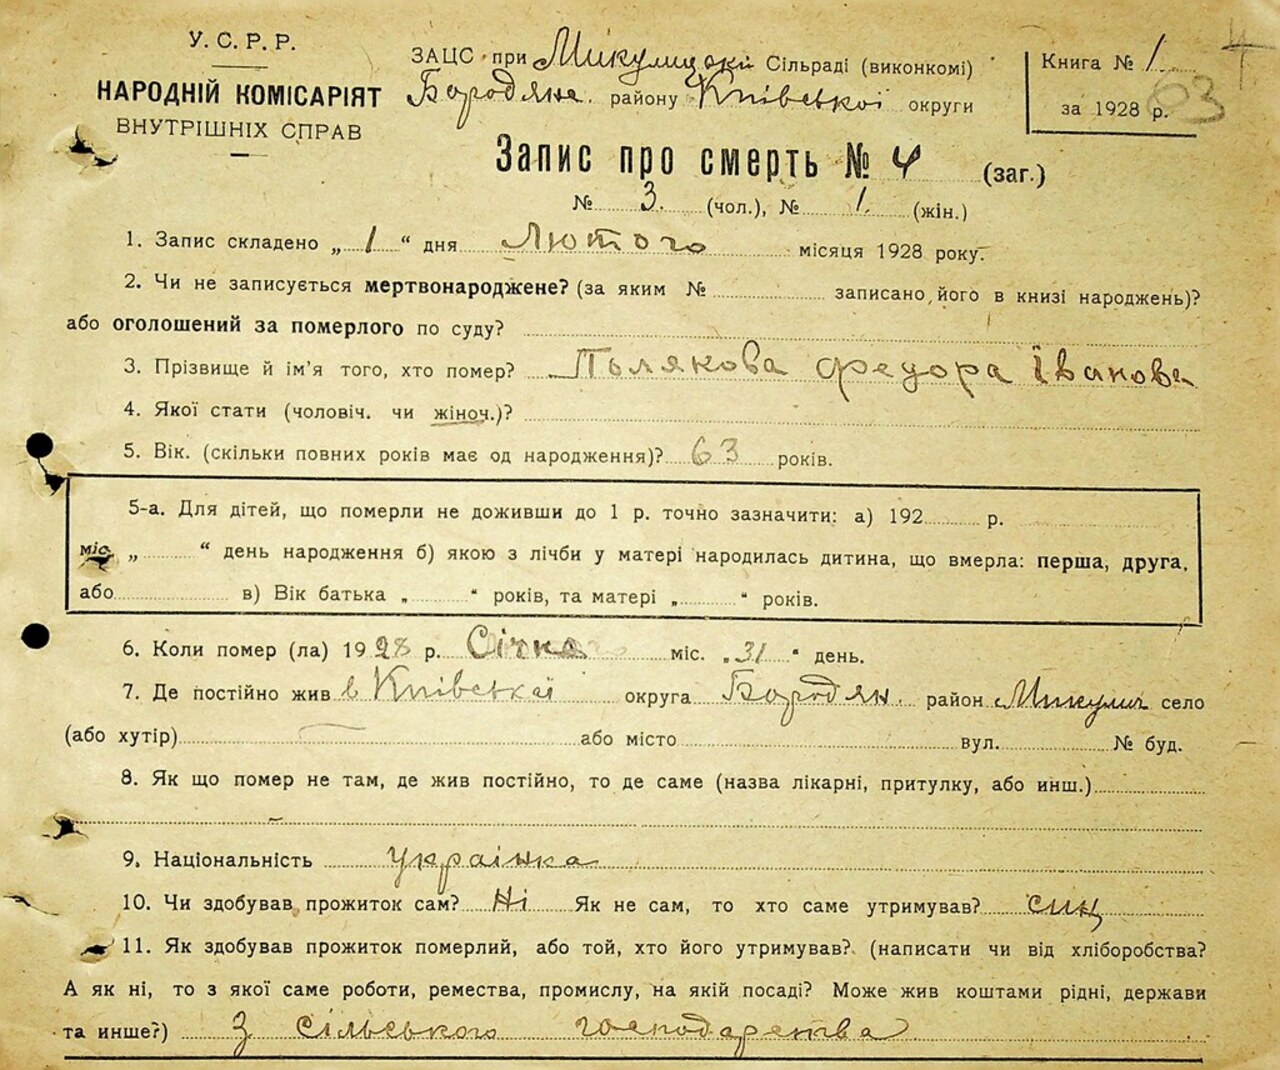 У. С. Р. Р.
НАРОДНІЙ КОМІСАРІЯТ
ВНУТРІШНІХ СПРАВ
ЗАЦС при Микулицькій Сільраді (виконкомі)
Бородяне. району Київської округи
Книга № 1
за 1928 р.
4
63
Запис про смерть № 4 (заг.)
№ 3. (чол.), № 1. (жін.)
1. Запис складено „ 1 “ дня Лютого місяця 1928 року.
2. Чи не записується мертвонароджене? (за яким № записано його в книзі народжень)?
або оголошений за померлого по суду?
3. Прізвище й ім'я того, хто помер? Полякова Федора Іванова
4. Якої стати (чоловіч. чи жіноч.)?
5. Вік. (скільки повних років має од народження)? 63 років.
5-а. Для дітей, що померли не доживши до 1 р. точно зазначити: а) 192 р.
міс. „ “ день народження б) якою з лічби у матері народилась дитина, що вмерла: перша, друга,
або в) Вік батька „ “ років, та матері „ “ років.
6. Коли помер (ла) 1928 р. Січня міс. „31“ день.
7. Де постійно жив в Київської округа Бородян. район Микулич село
(або хутір) або місто вул. № буд.
8. Як що помер не там, де жив постійно, то де саме (назва лікарні, притулку, або инш.)
9. Національність українка
10. Чи здобував прожиток сам? Ні Як не сам, то хто саме утримував? син
11. Як здобував прожиток померлий, або той, хто його утримував? (написати чи від хліборобства?
А як ні, то з якої саме роботи, ремества, промислу, на якій посаді? Може жив коштами рідні, держави
та инше?) З сільського господарства